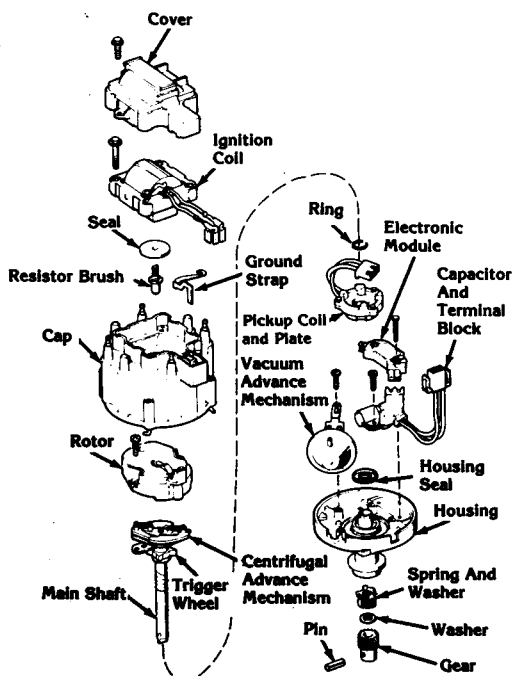 Cover
Ignition
Coil
Seal
Resistor Brush
Ground
Strap
Cap
Rotor
Centrifugal
Advance
Mechanism
Trigger
Wheel
Main Shaft
Ring
Electronic
Module
Capacitor
And
Terminal
Block
Pickup Coil
and Plate
Vacuum
Advance
Mechanism
Housing
Seal
Housing
Spring And
Washer
Washer
Pin
Gear